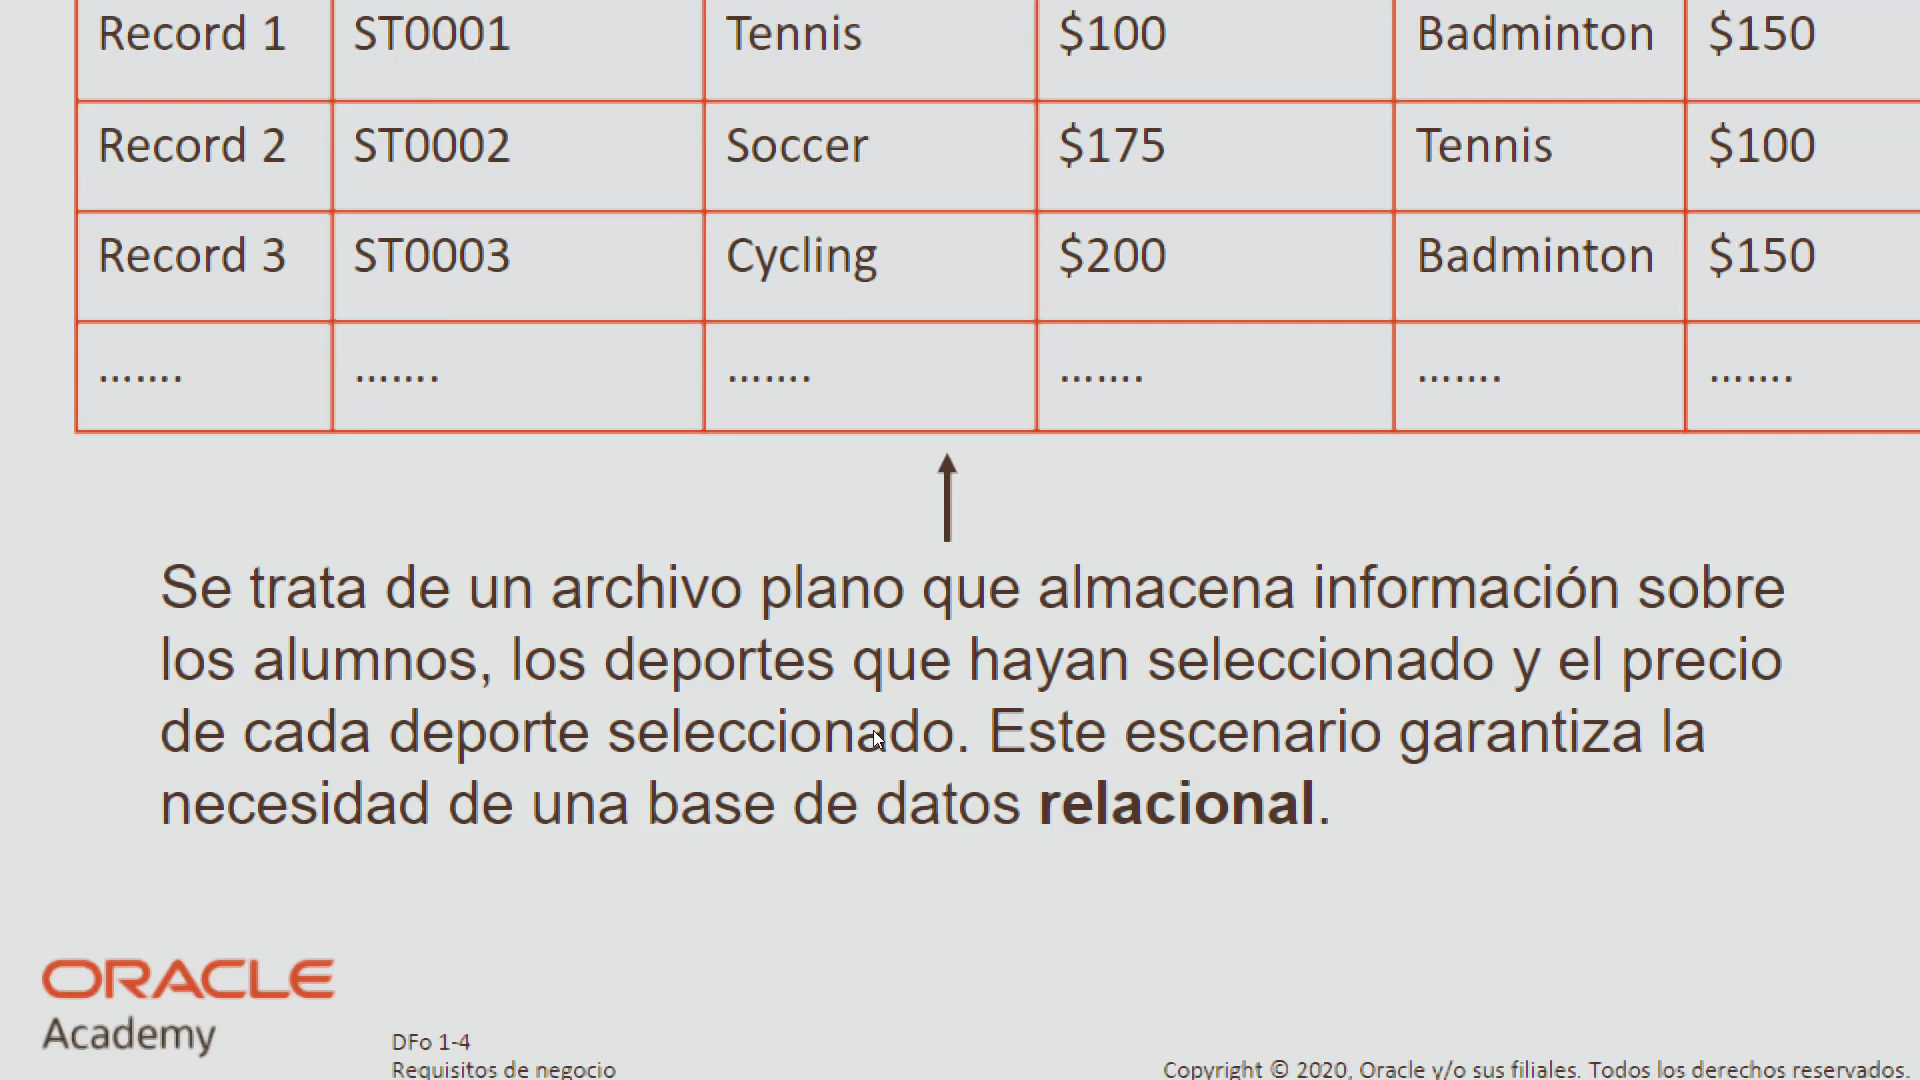 Record 1 ST0001 Tennis $100 Badminton $150
Record 2 ST0002 Soccer $175 Tennis $100
Record 3 ST0003 Cycling $200 Badminton $150
....... ....... ....... ....... ....... .......
Se trata de un archivo plano que almacena información sobre
los alumnos, los deportes que hayan seleccionado y el precio
de cada deporte seleccionado. Este escenario garantiza la
necesidad de una base de datos relacional.
ORACLE
Academy
DFo 1-4
Requisitos de negocio
Copyright © 2020, Oracle y/o sus filiales. Todos los derechos reservados.